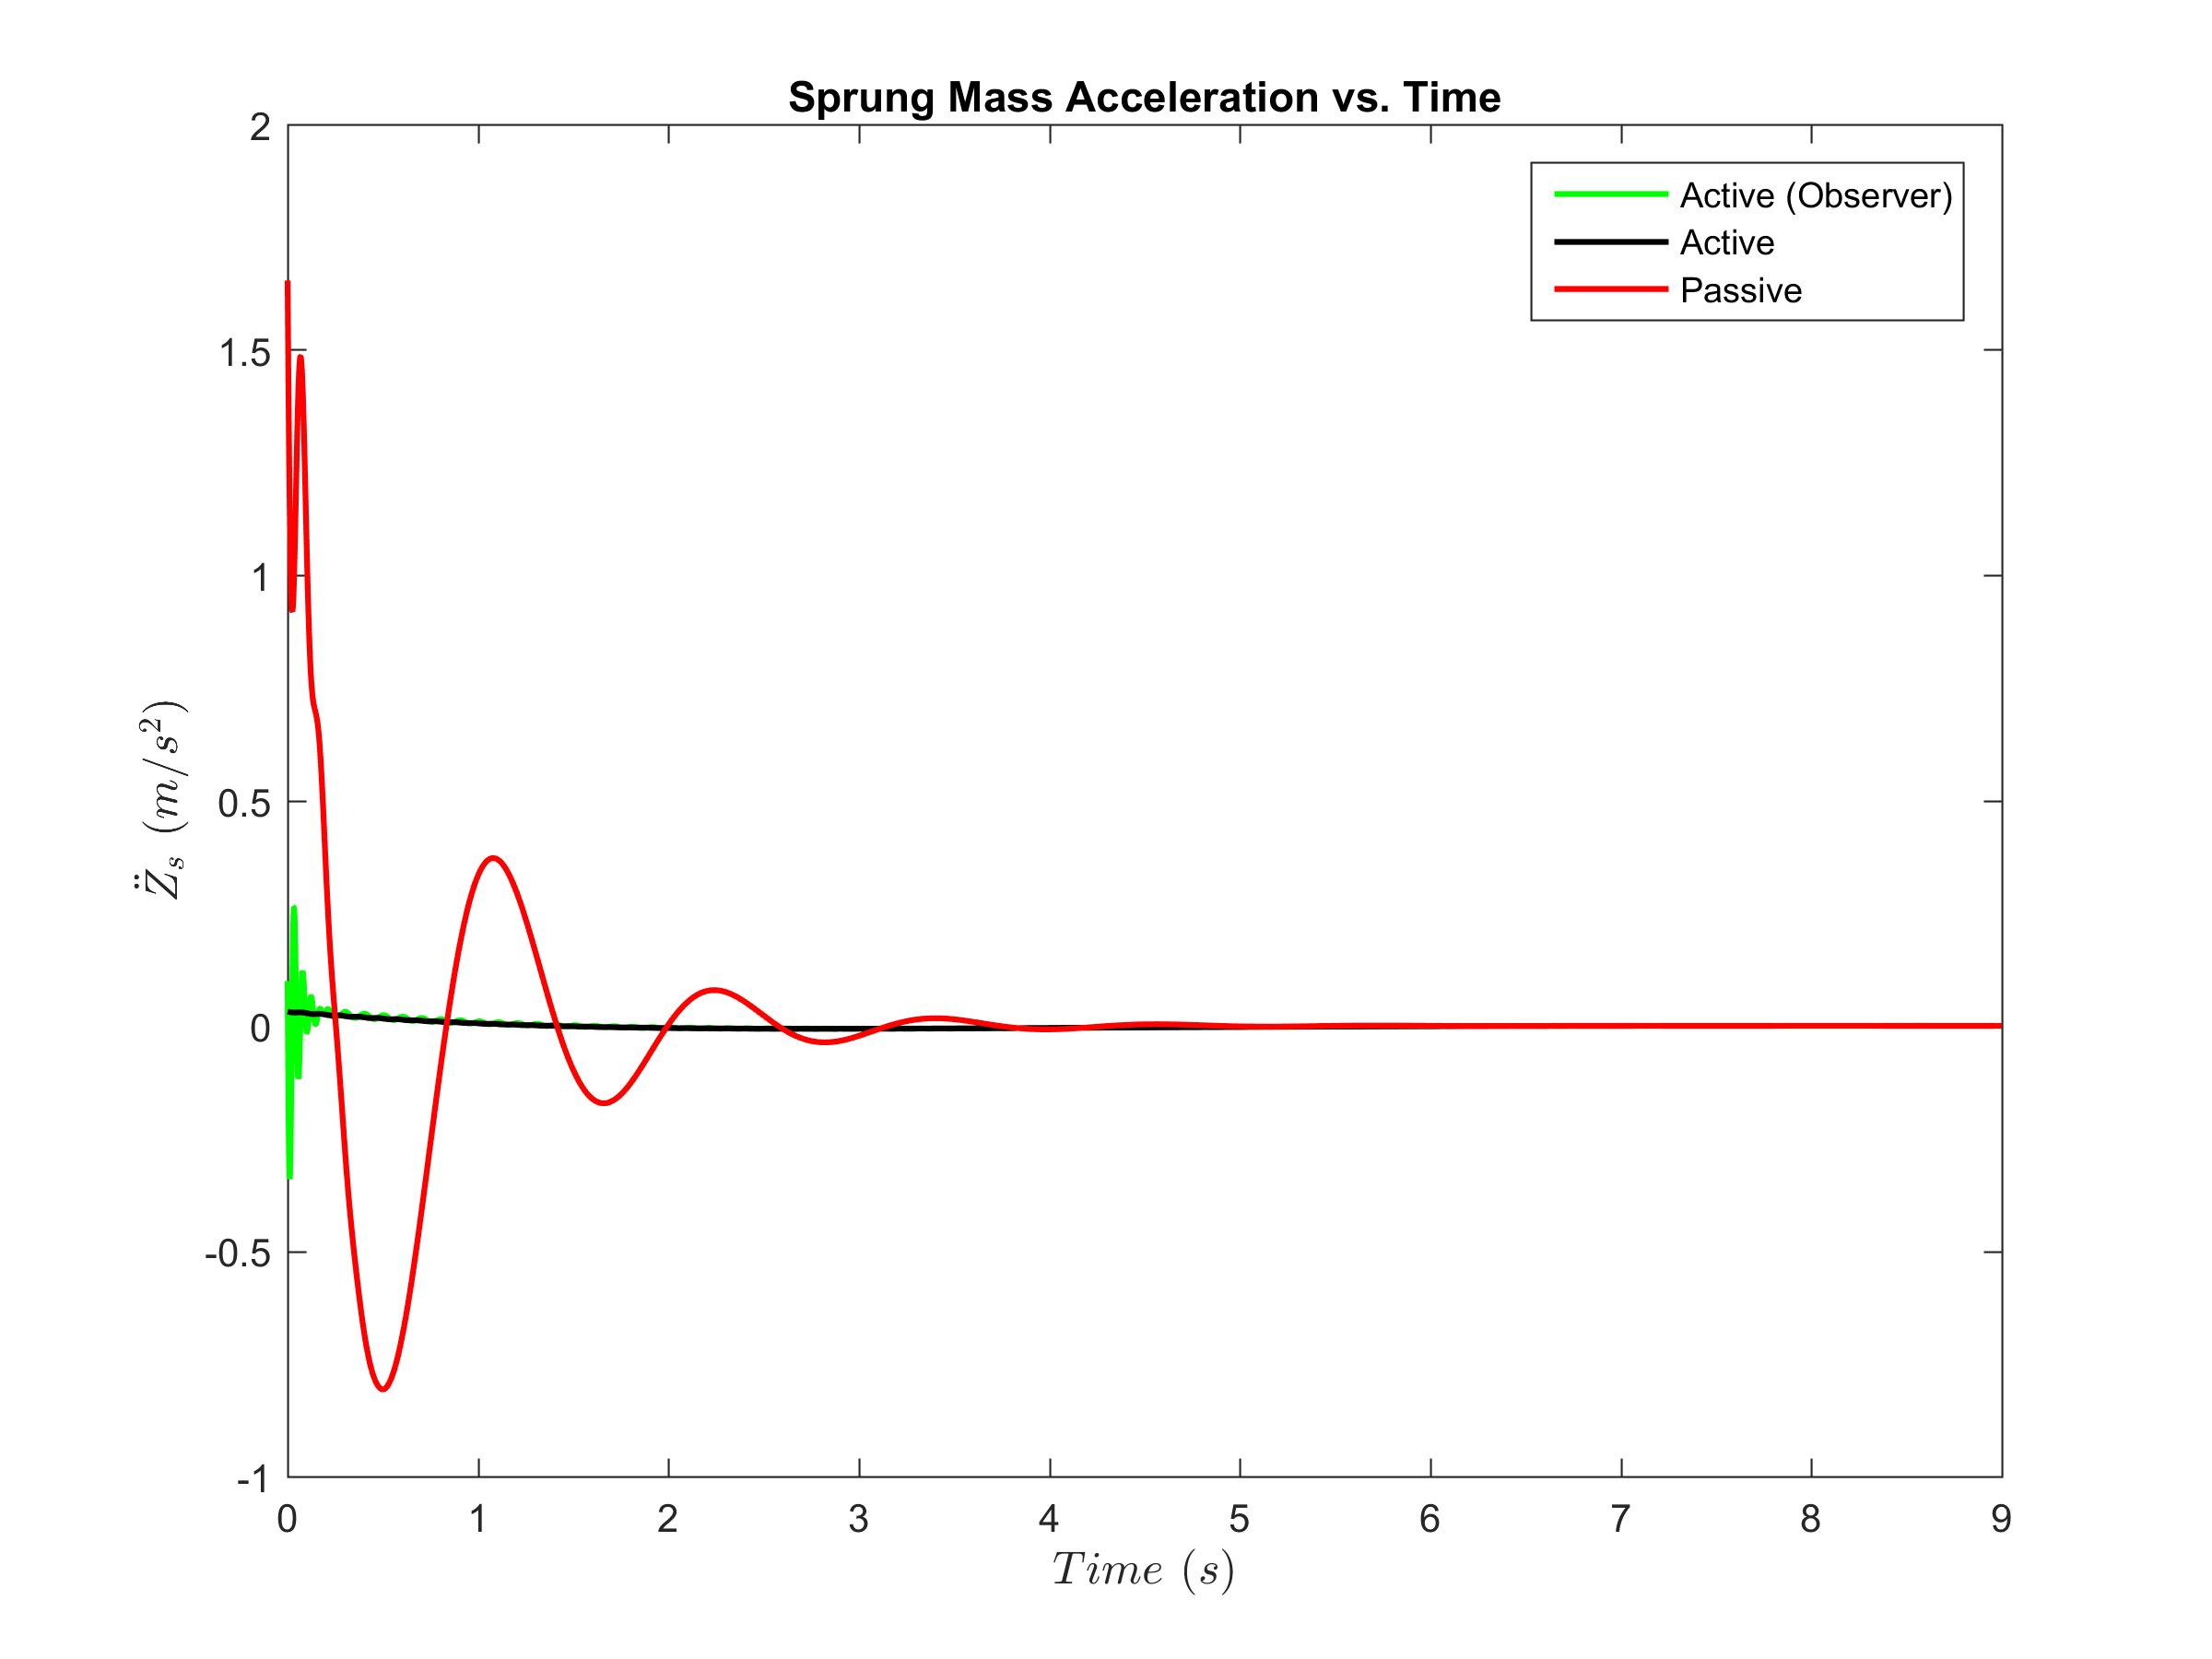 Sprung Mass Acceleration vs. Time
2
1.5
1
0.5
0
-0.5
-1
Z̈ₛ (m/s²)
Active (Observer)
Active
Passive
0 1 2 3 4 5 6 7 8 9
Time (s)